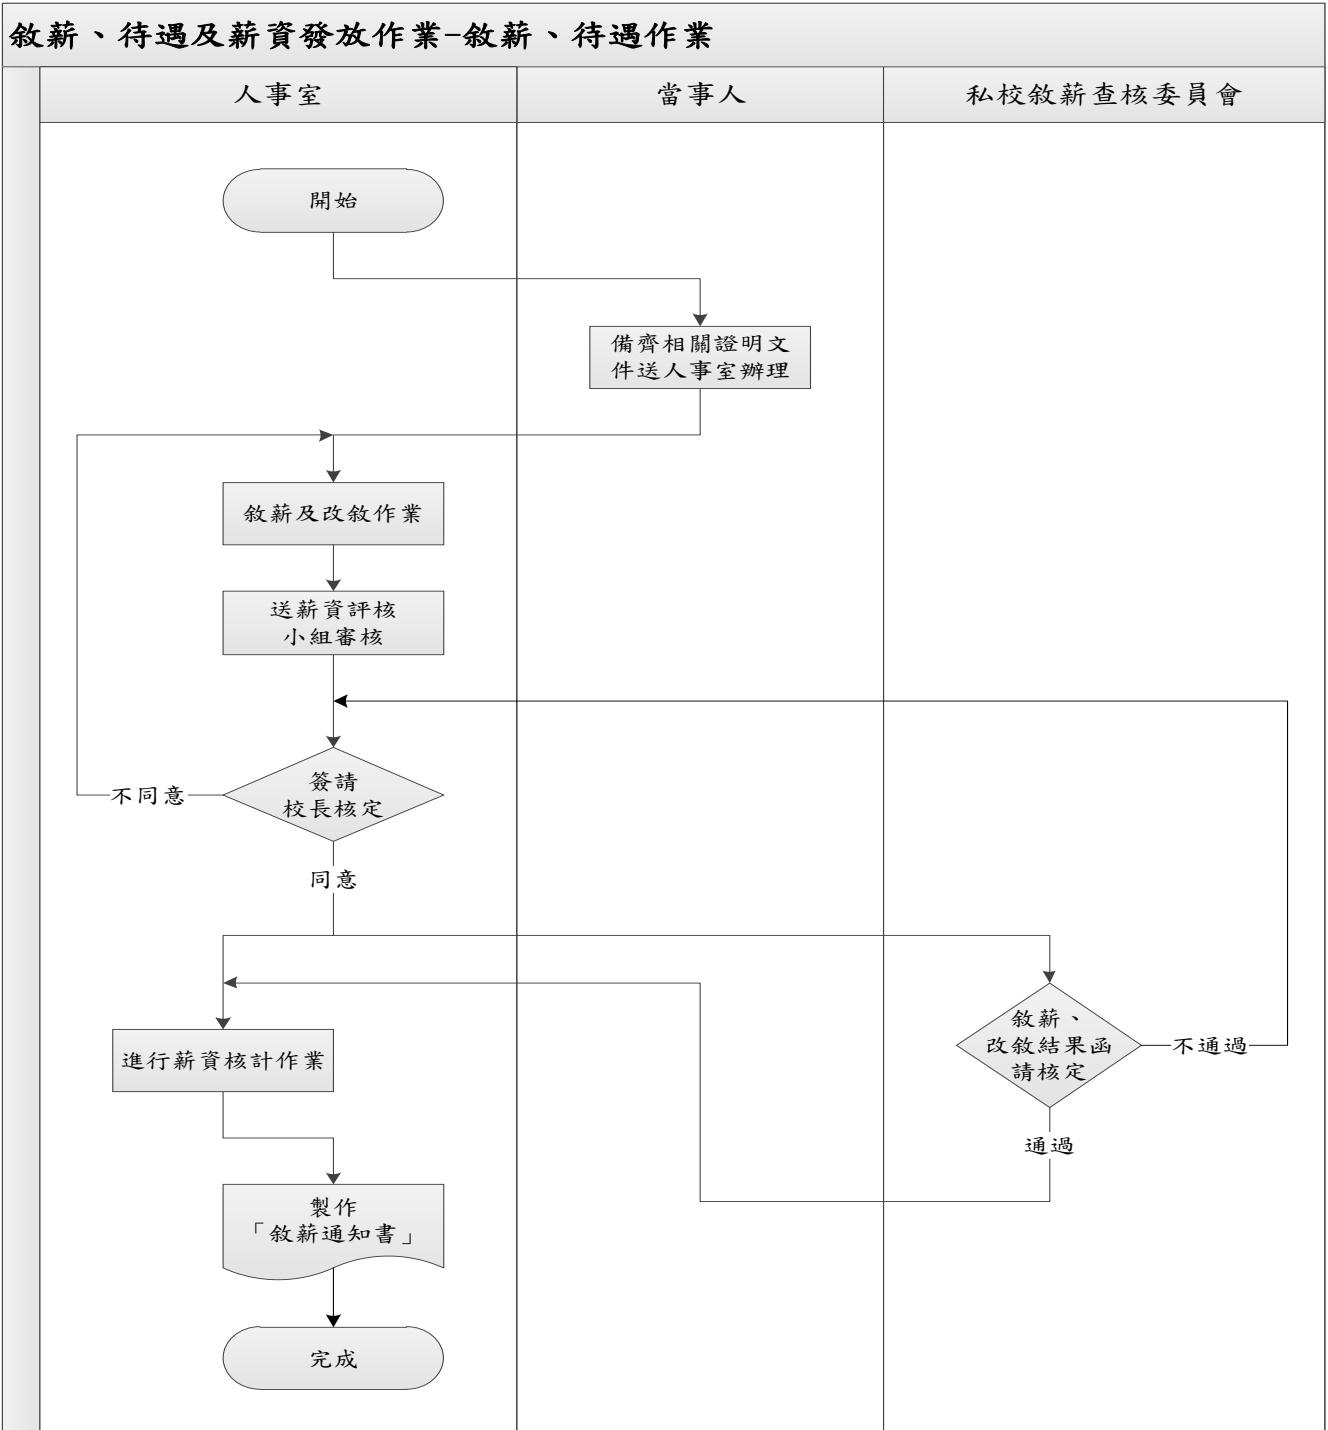 敘薪、待遇及薪資發放作業-敘薪、待遇作業
人事室
當事人
私校敘薪查核委員會
開始
備齊相關證明文
件送人事室辦理
敘薪及改敘作業
送薪資評核
小組審核
簽請
校長核定
不同意
同意
敘薪、
改敘結果函
請核定
不通過
進行薪資核計作業
通過
製作
「敘薪通知書」
完成